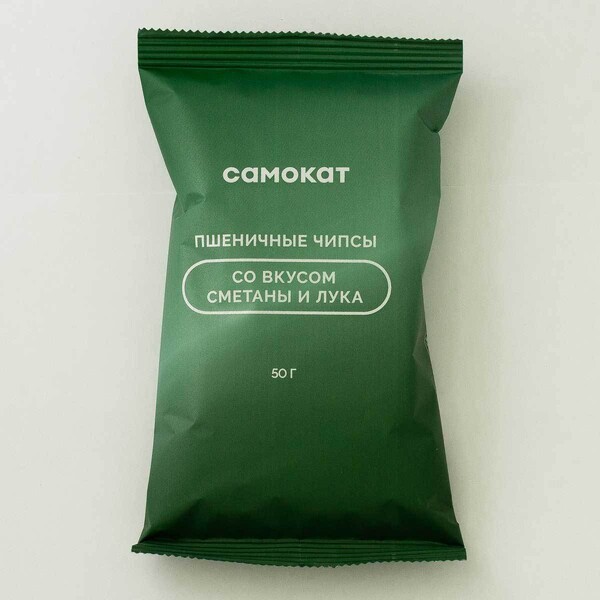 самокат
ПШЕНИЧНЫЕ ЧИПСЫ
СО ВКУСОМ
СМЕТАНЫ И ЛУКА
50 Г